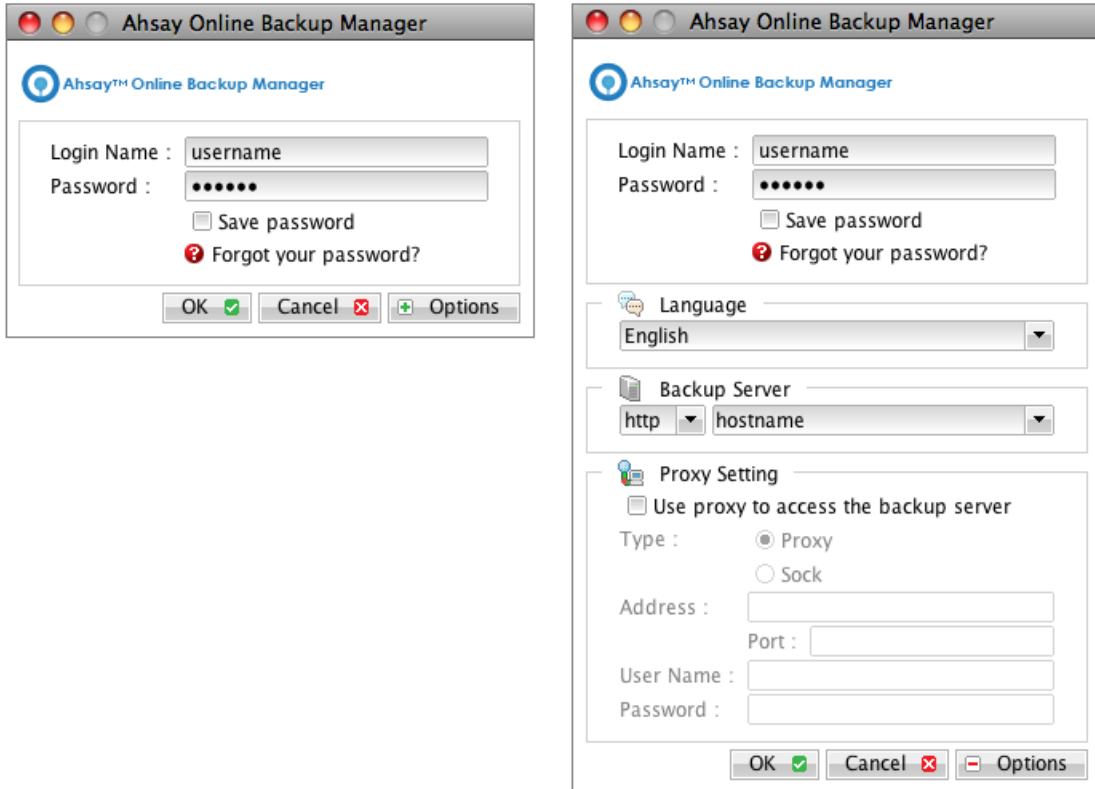 Ahsay Online Backup Manager
Ahsay™ Online Backup Manager
Login Name : username
Password : ••••••
Save password
Forgot your password?
OK Cancel Options
Ahsay Online Backup Manager
Ahsay™ Online Backup Manager
Login Name : username
Password : ••••••
Save password
Forgot your password?
Language
English
Backup Server
http hostname
Proxy Setting
Use proxy to access the backup server
Type : Proxy
Sock
Address :
Port :
User Name :
Password :
OK Cancel Options